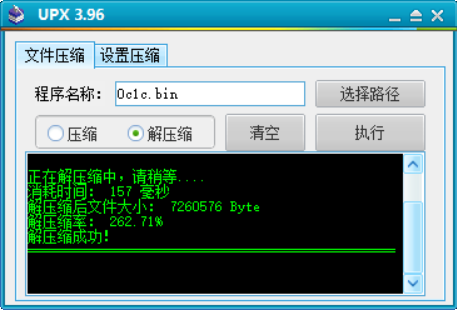 UPX 3.96
文件压缩 设置压缩
程序名称: 0c1c.bin 选择路径
压缩 解压缩 清空 执行
正在解压缩中，请稍等....
消耗时间: 157 毫秒
解压缩后文件大小: 7260576 Byte
解压缩率: 262.71%
解压缩成功!